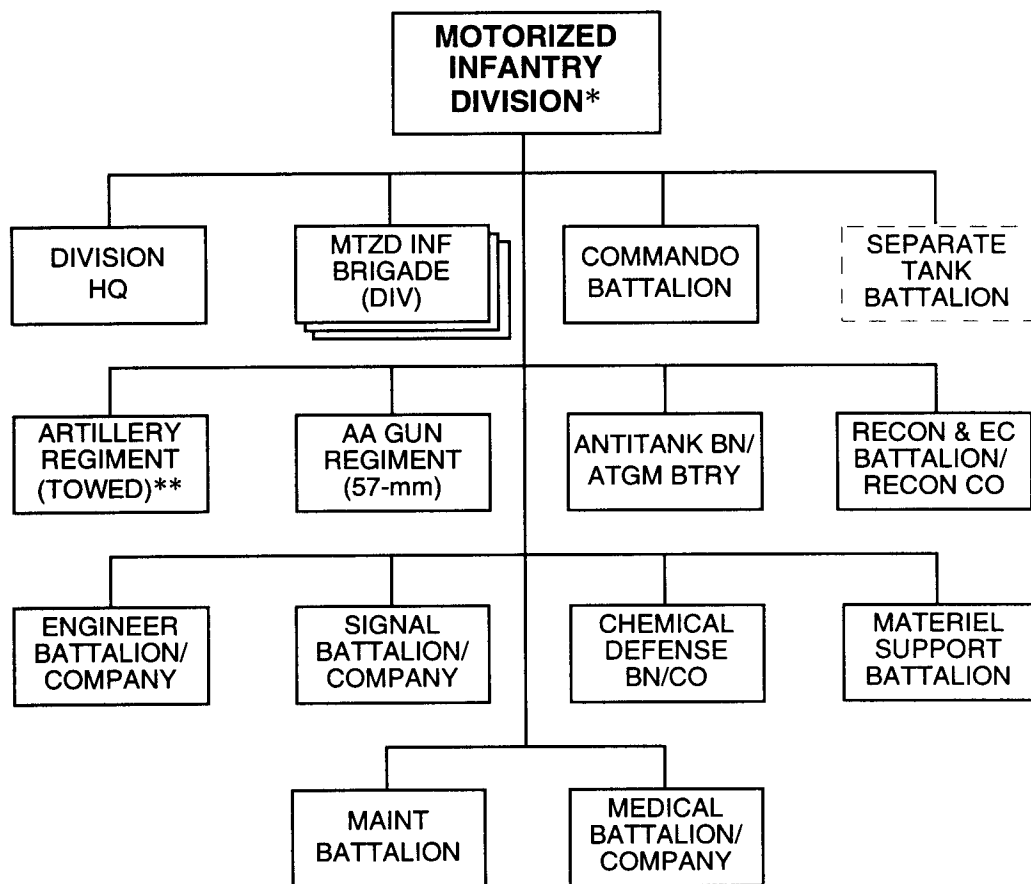 MOTORIZED
INFANTRY
DIVISION*
DIVISION
HQ
MTZD INF
BRIGADE
(DIV)
COMMANDO
BATTALION
SEPARATE
TANK
BATTALION
ARTILLERY
REGIMENT
(TOWED)**
AA GUN
REGIMENT
(57-mm)
ANTITANK BN/
ATGM BTRY
RECON & EC
BATTALION/
RECON CO
ENGINEER
BATTALION/
COMPANY
SIGNAL
BATTALION/
COMPANY
CHEMICAL
DEFENSE
BN/CO
MATERIEL
SUPPORT
BATTALION
MAINT
BATTALION
MEDICAL
BATTALION/
COMPANY